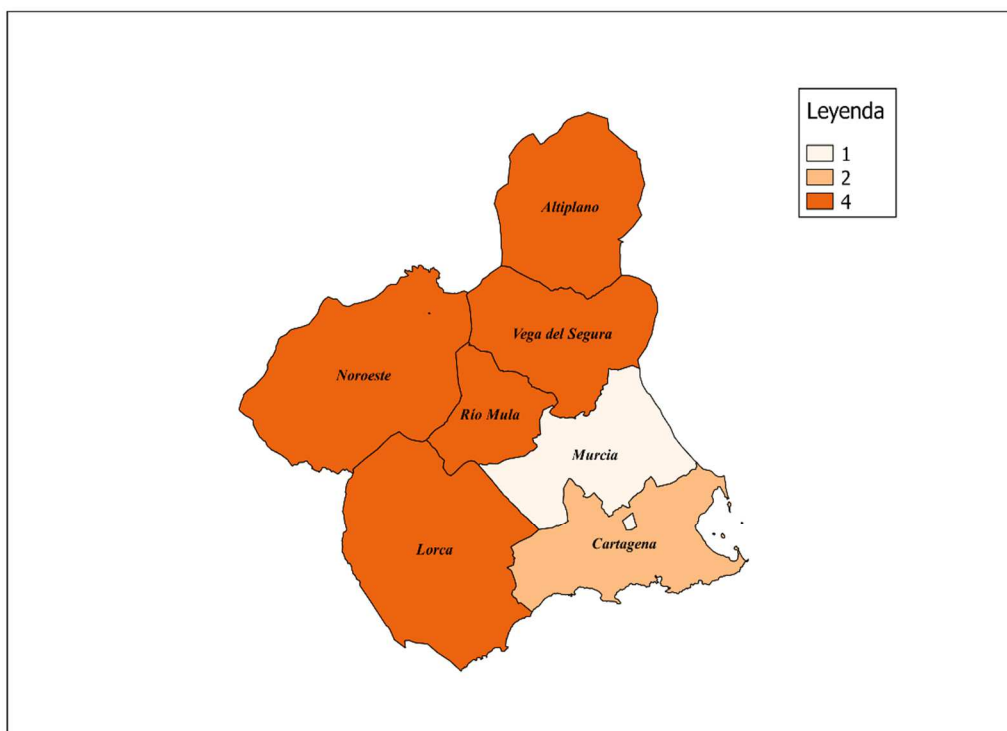 Leyenda
1
2
4
Altiplano
Vega del Segura
Noroeste
Río Mula
Murcia
Lorca
Cartagena